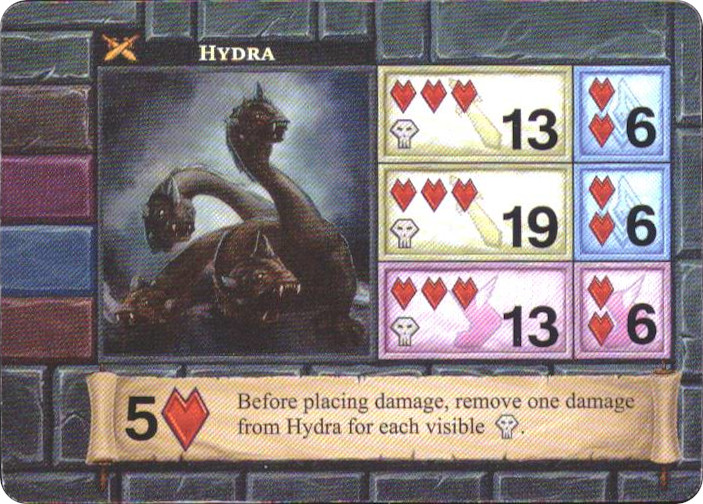 HYDRA
13 6
19 6
13 6
5 Before placing damage, remove one damage
from Hydra for each visible .